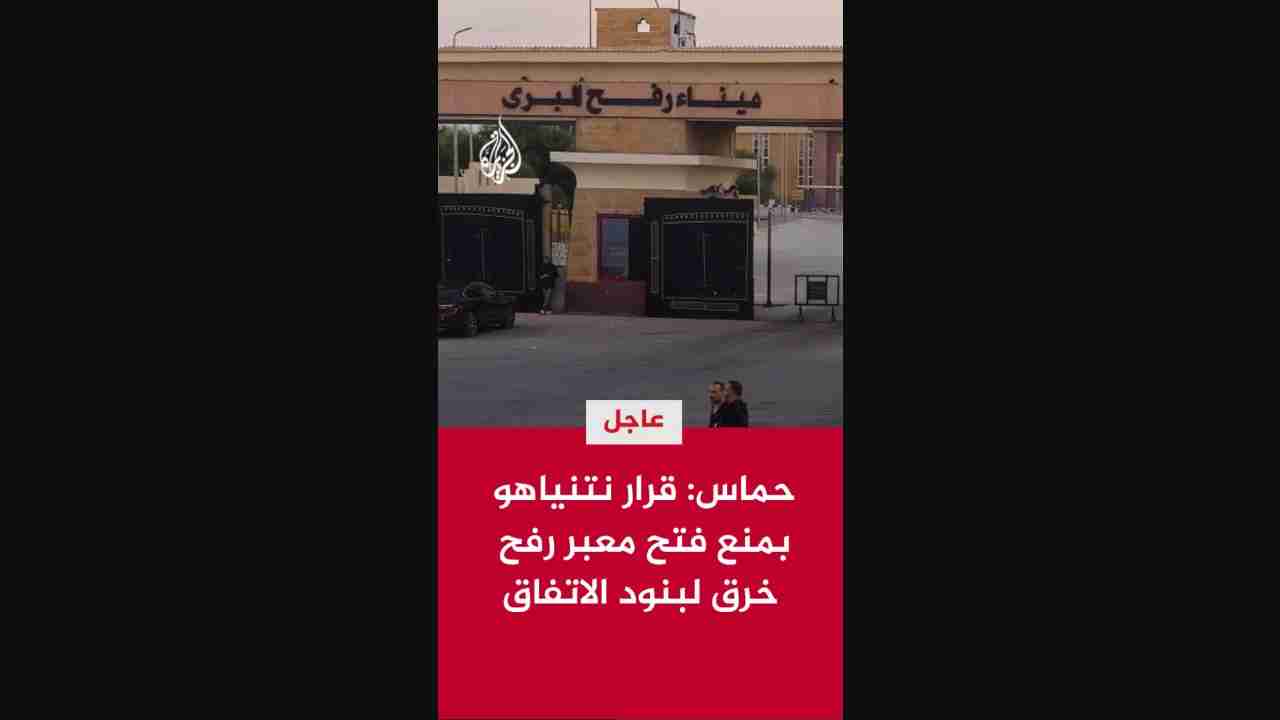 ميناء رفح البرى
الجزيرة
عاجل
حماس: قرار نتنياهو
بمنع فتح معبر رفح
خرق لبنود الاتفاق